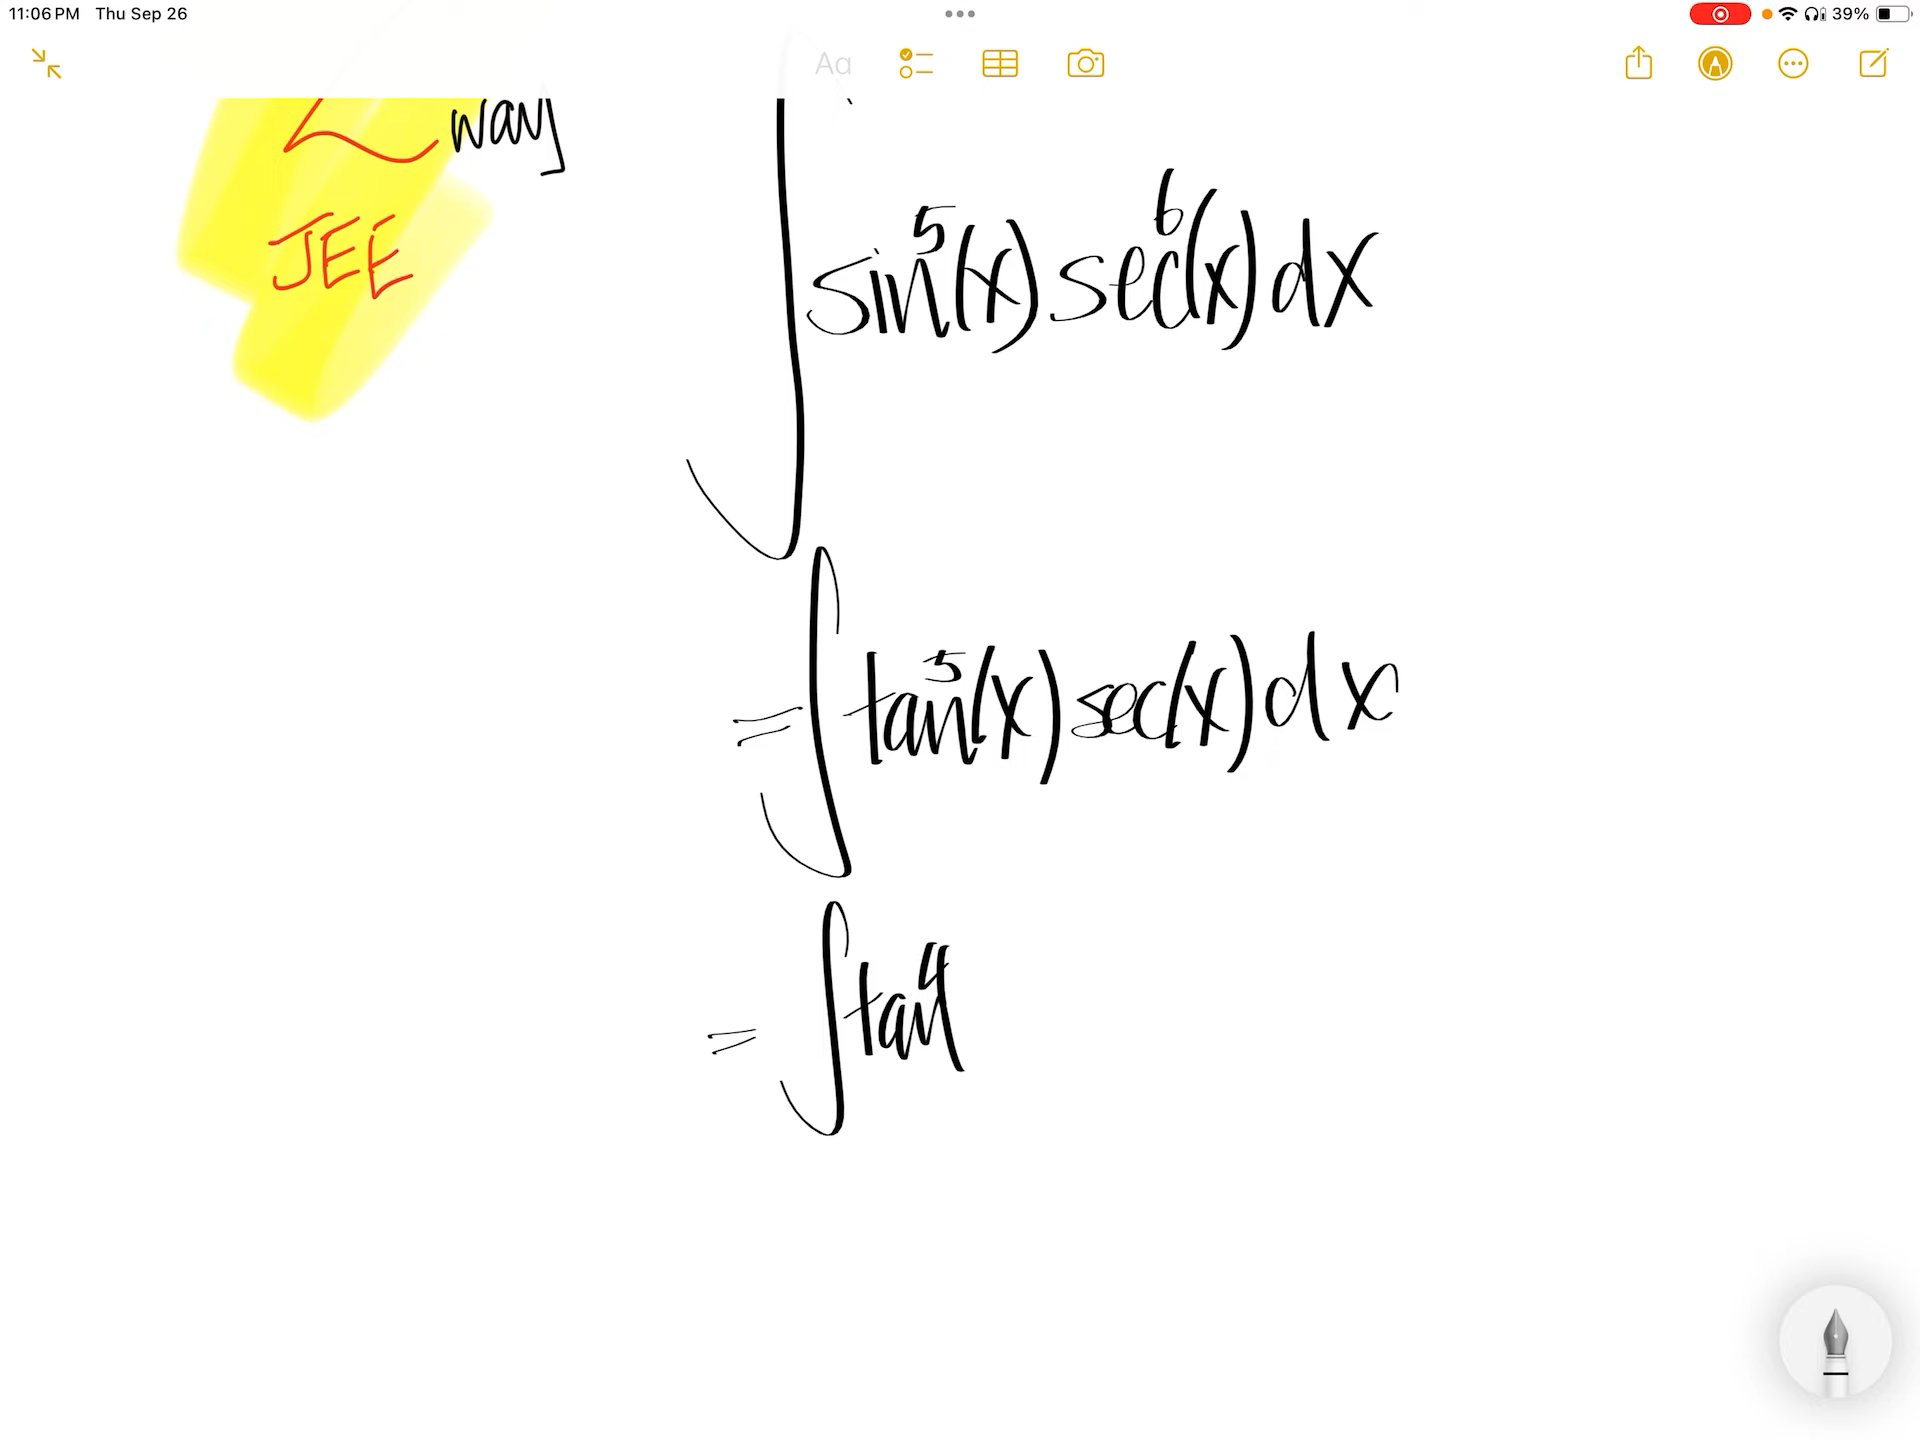 11:06 PM Thu Sep 26
39%
Aa
way
JEE
∫ sin⁵(x) sec⁶(x) dx
= ∫ tan⁵(x) sec(x) dx
= ∫ tan⁴